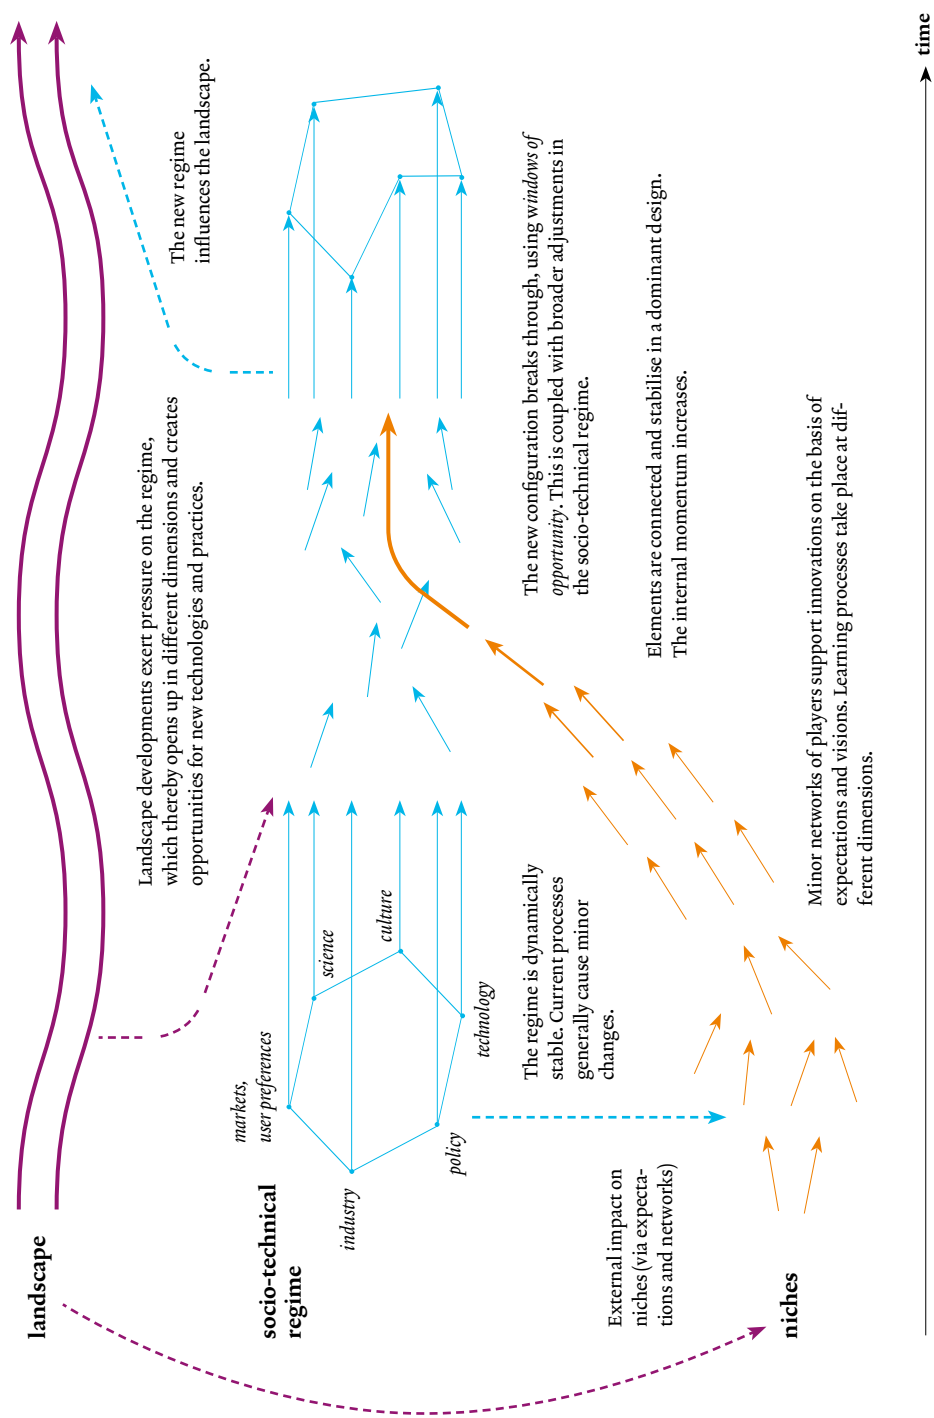 landscape
Landscape developments exert pressure on the regime,
which thereby opens up in different dimensions and creates
opportunities for new technologies and practices.
The new regime
influences the landscape.
socio-technical
regime
markets,
user preferences
science
culture
industry
policy
technology
The regime is dynamically
stable. Current processes
generally cause minor
changes.
The new configuration breaks through, using windows of
opportunity. This is coupled with broader adjustments in
the socio-technical regime.
External impact on
niches (via expecta-
tions and networks)
Elements are connected and stabilise in a dominant design.
The internal momentum increases.
niches
Minor networks of players support innovations on the basis of
expectations and visions. Learning processes take place at dif-
ferent dimensions.
time